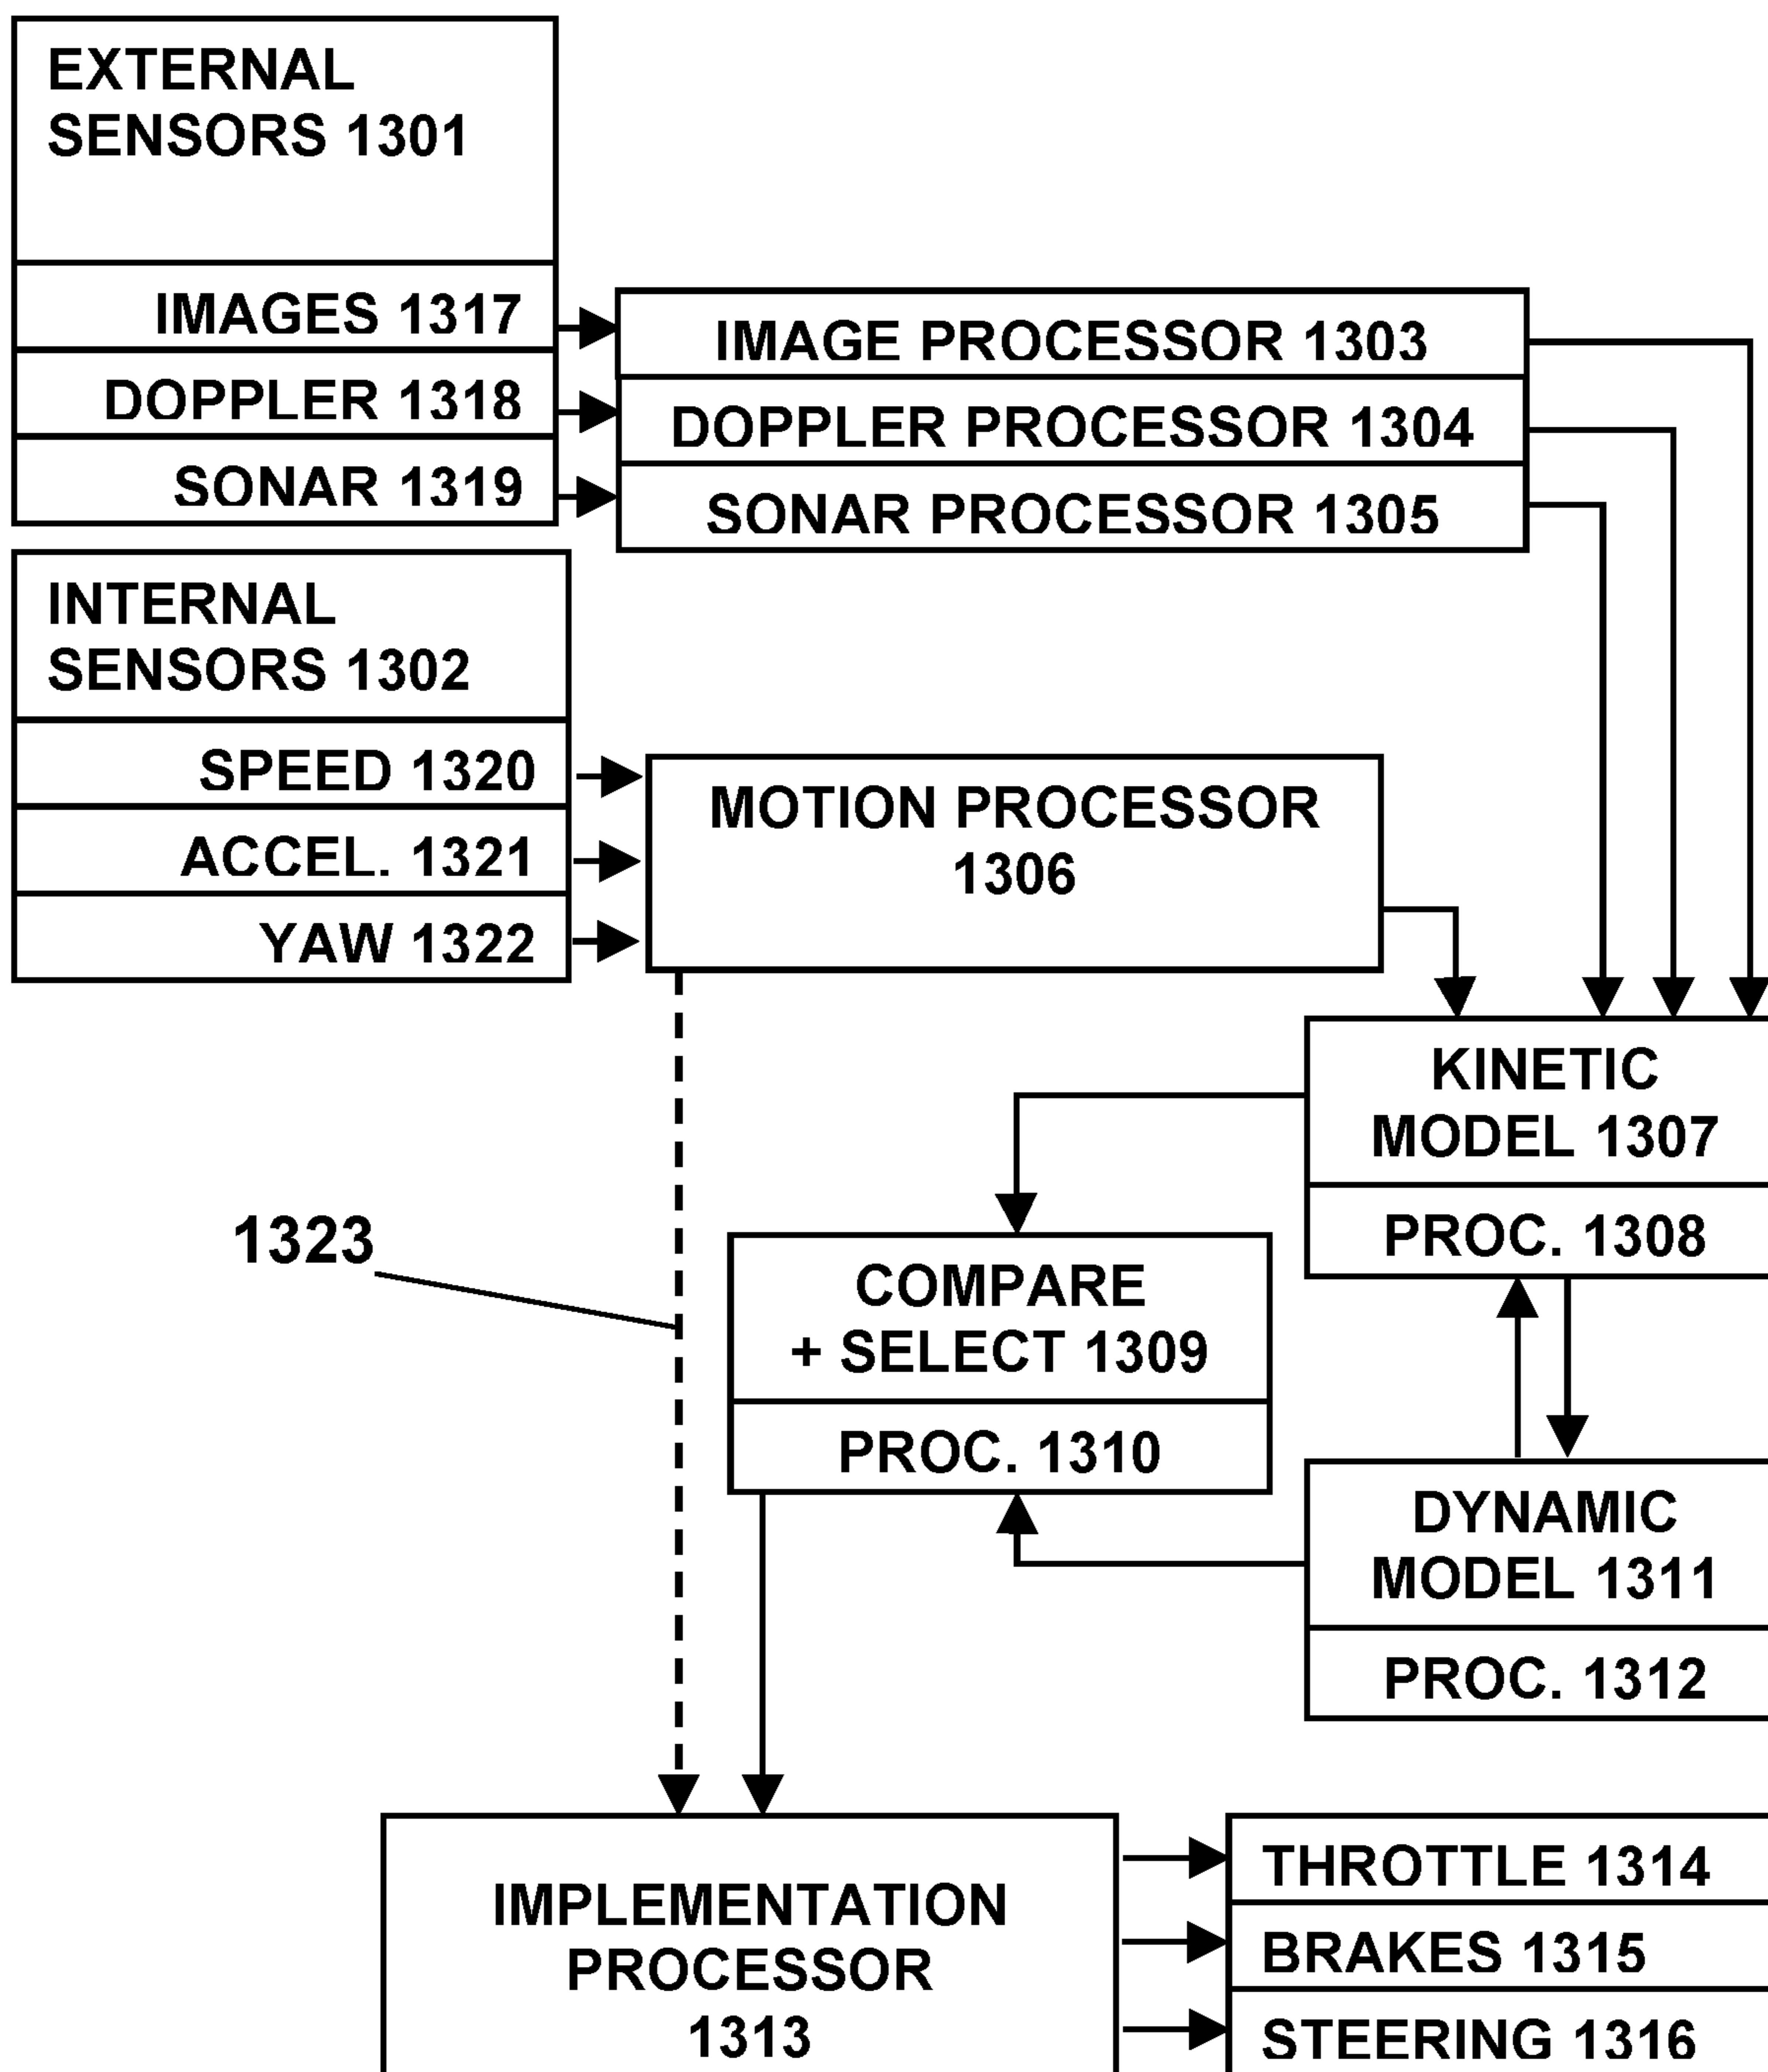 EXTERNAL
SENSORS 1301
IMAGES 1317
DOPPLER 1318
SONAR 1319
IMAGE PROCESSOR 1303
DOPPLER PROCESSOR 1304
SONAR PROCESSOR 1305
INTERNAL
SENSORS 1302
SPEED 1320
ACCEL. 1321
YAW 1322
MOTION PROCESSOR
1306
KINETIC
MODEL 1307
PROC. 1308
1323
COMPARE
+ SELECT 1309
PROC. 1310
DYNAMIC
MODEL 1311
PROC. 1312
IMPLEMENTATION
PROCESSOR
1313
THROTTLE 1314
BRAKES 1315
STEERING 1316